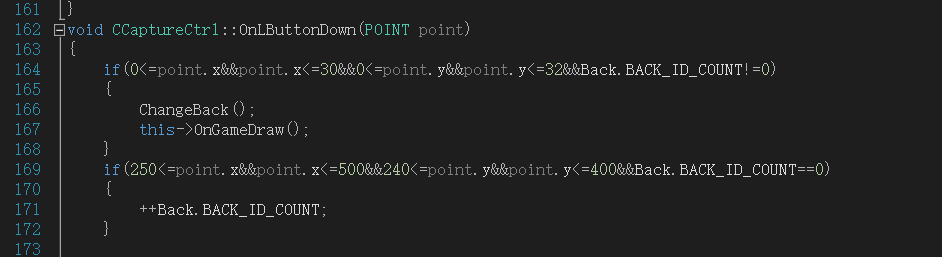 161 }
162 void CCaptureCtrl::OnLButtonDown(POINT point)
163 {
164 if(0<=point.x&&point.x<=30&&0<=point.y&&point.y<=32&&Back.BACK_ID_COUNT!=0)
165 {
166 ChangeBack();
167 this->OnGameDraw();
168 }
169 if(250<=point.x&&point.x<=500&&240<=point.y&&point.y<=400&&Back.BACK_ID_COUNT==0)
170 {
171 ++Back.BACK_ID_COUNT;
172 }
173